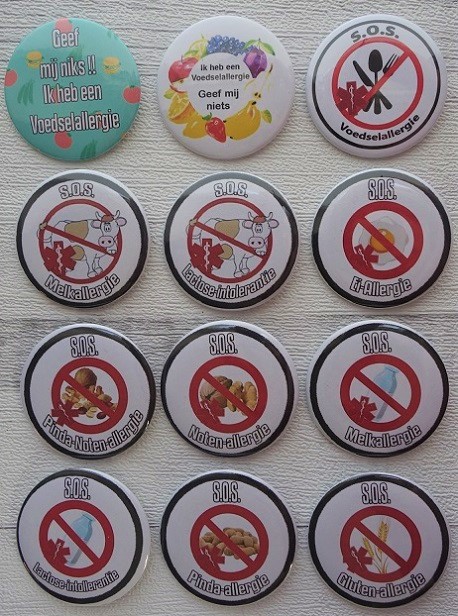 Geef
mij niks !!
Ik heb een
Voedselallergie
Ik heb een
Voedselallergie
Geef mij
niets
S.O.S.
Voedselallergie
S.O.S.
Melkallergie
S.O.S.
lactose-intolerantie
S.O.S.
Ei-Allergie
S.O.S.
Pinda-Noten-allergie
S.O.S.
Noten-allergie
S.O.S.
Melkallergie
S.O.S.
Lactose-intollerantie
S.O.S.
Pinda-allergie
S.O.S.
Gluten-allergie